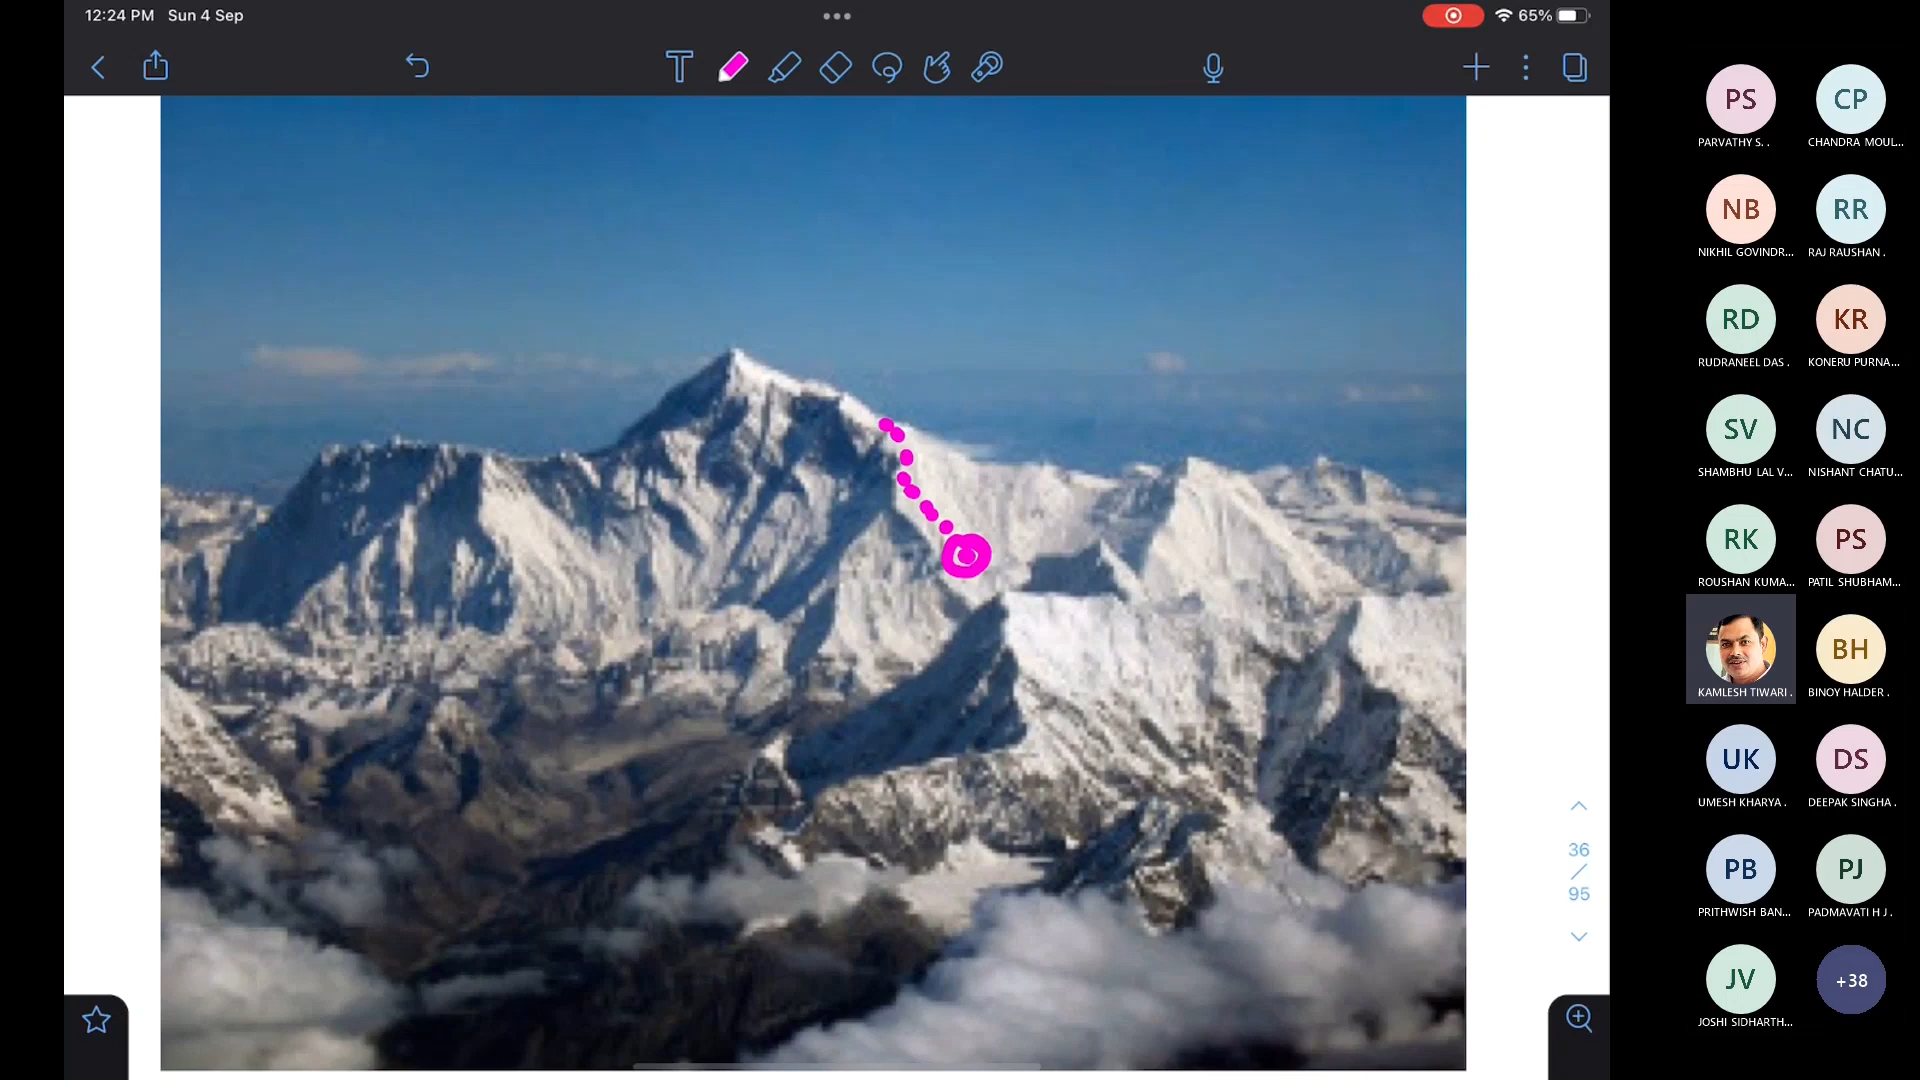 12:24 PM Sun 4 Sep
65%
T
PS
PARVATHY S. .
CP
CHANDRA MOUL...
NB
NIKHIL GOVINDR...
RR
RAJ RAUSHAN .
RD
RUDRANEEL DAS .
KR
KONERU PURNA...
SV
SHAMBHU LAL V...
NC
NISHANT CHATU...
RK
ROUSHAN KUMA...
PS
PATIL SHUBHAM...
KAMLESH TIWARI .
BH
BINOY HALDER .
UK
UMESH KHARYA .
DS
DEEPAK SINGHA .
36
/
95
PB
PRITHWISH BAN...
PJ
PADMAVATI H J .
JV
JOSHI SIDHARTH...
+38